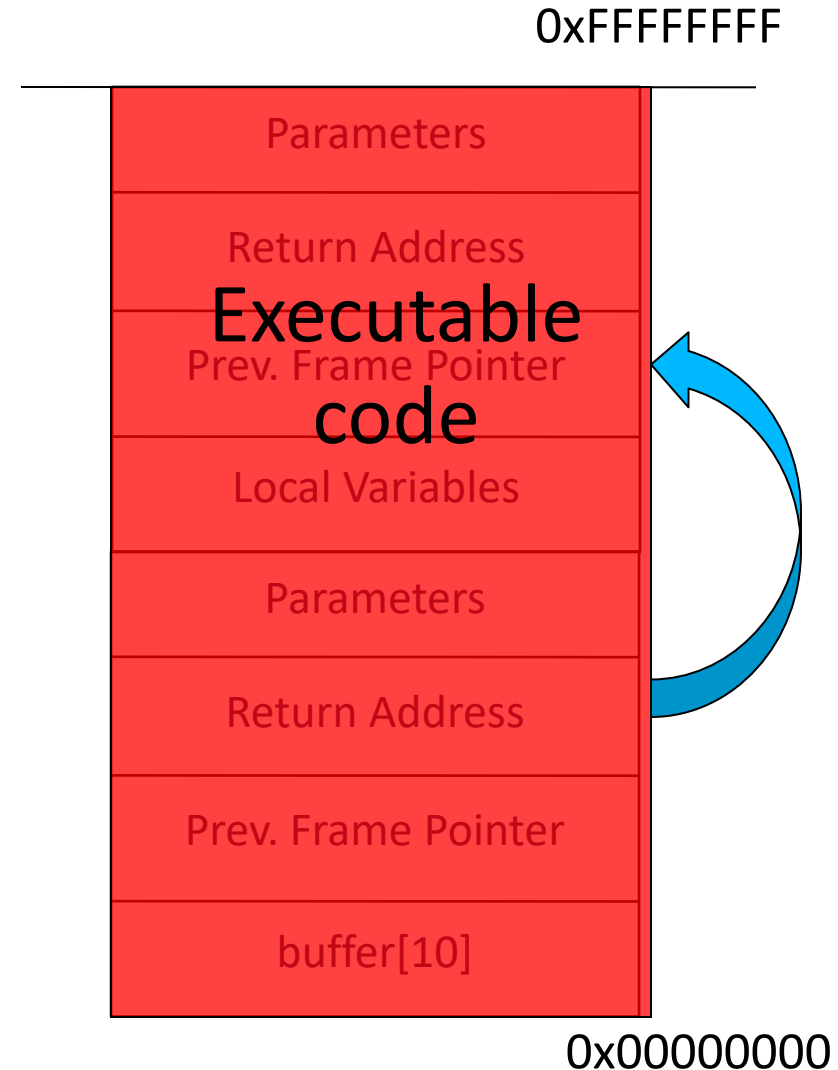 0xFFFFFFFF
Parameters
Return Address
Executable
Prev. Frame Pointer
code
Local Variables
Parameters
Return Address
Prev. Frame Pointer
buffer[10]
0x00000000